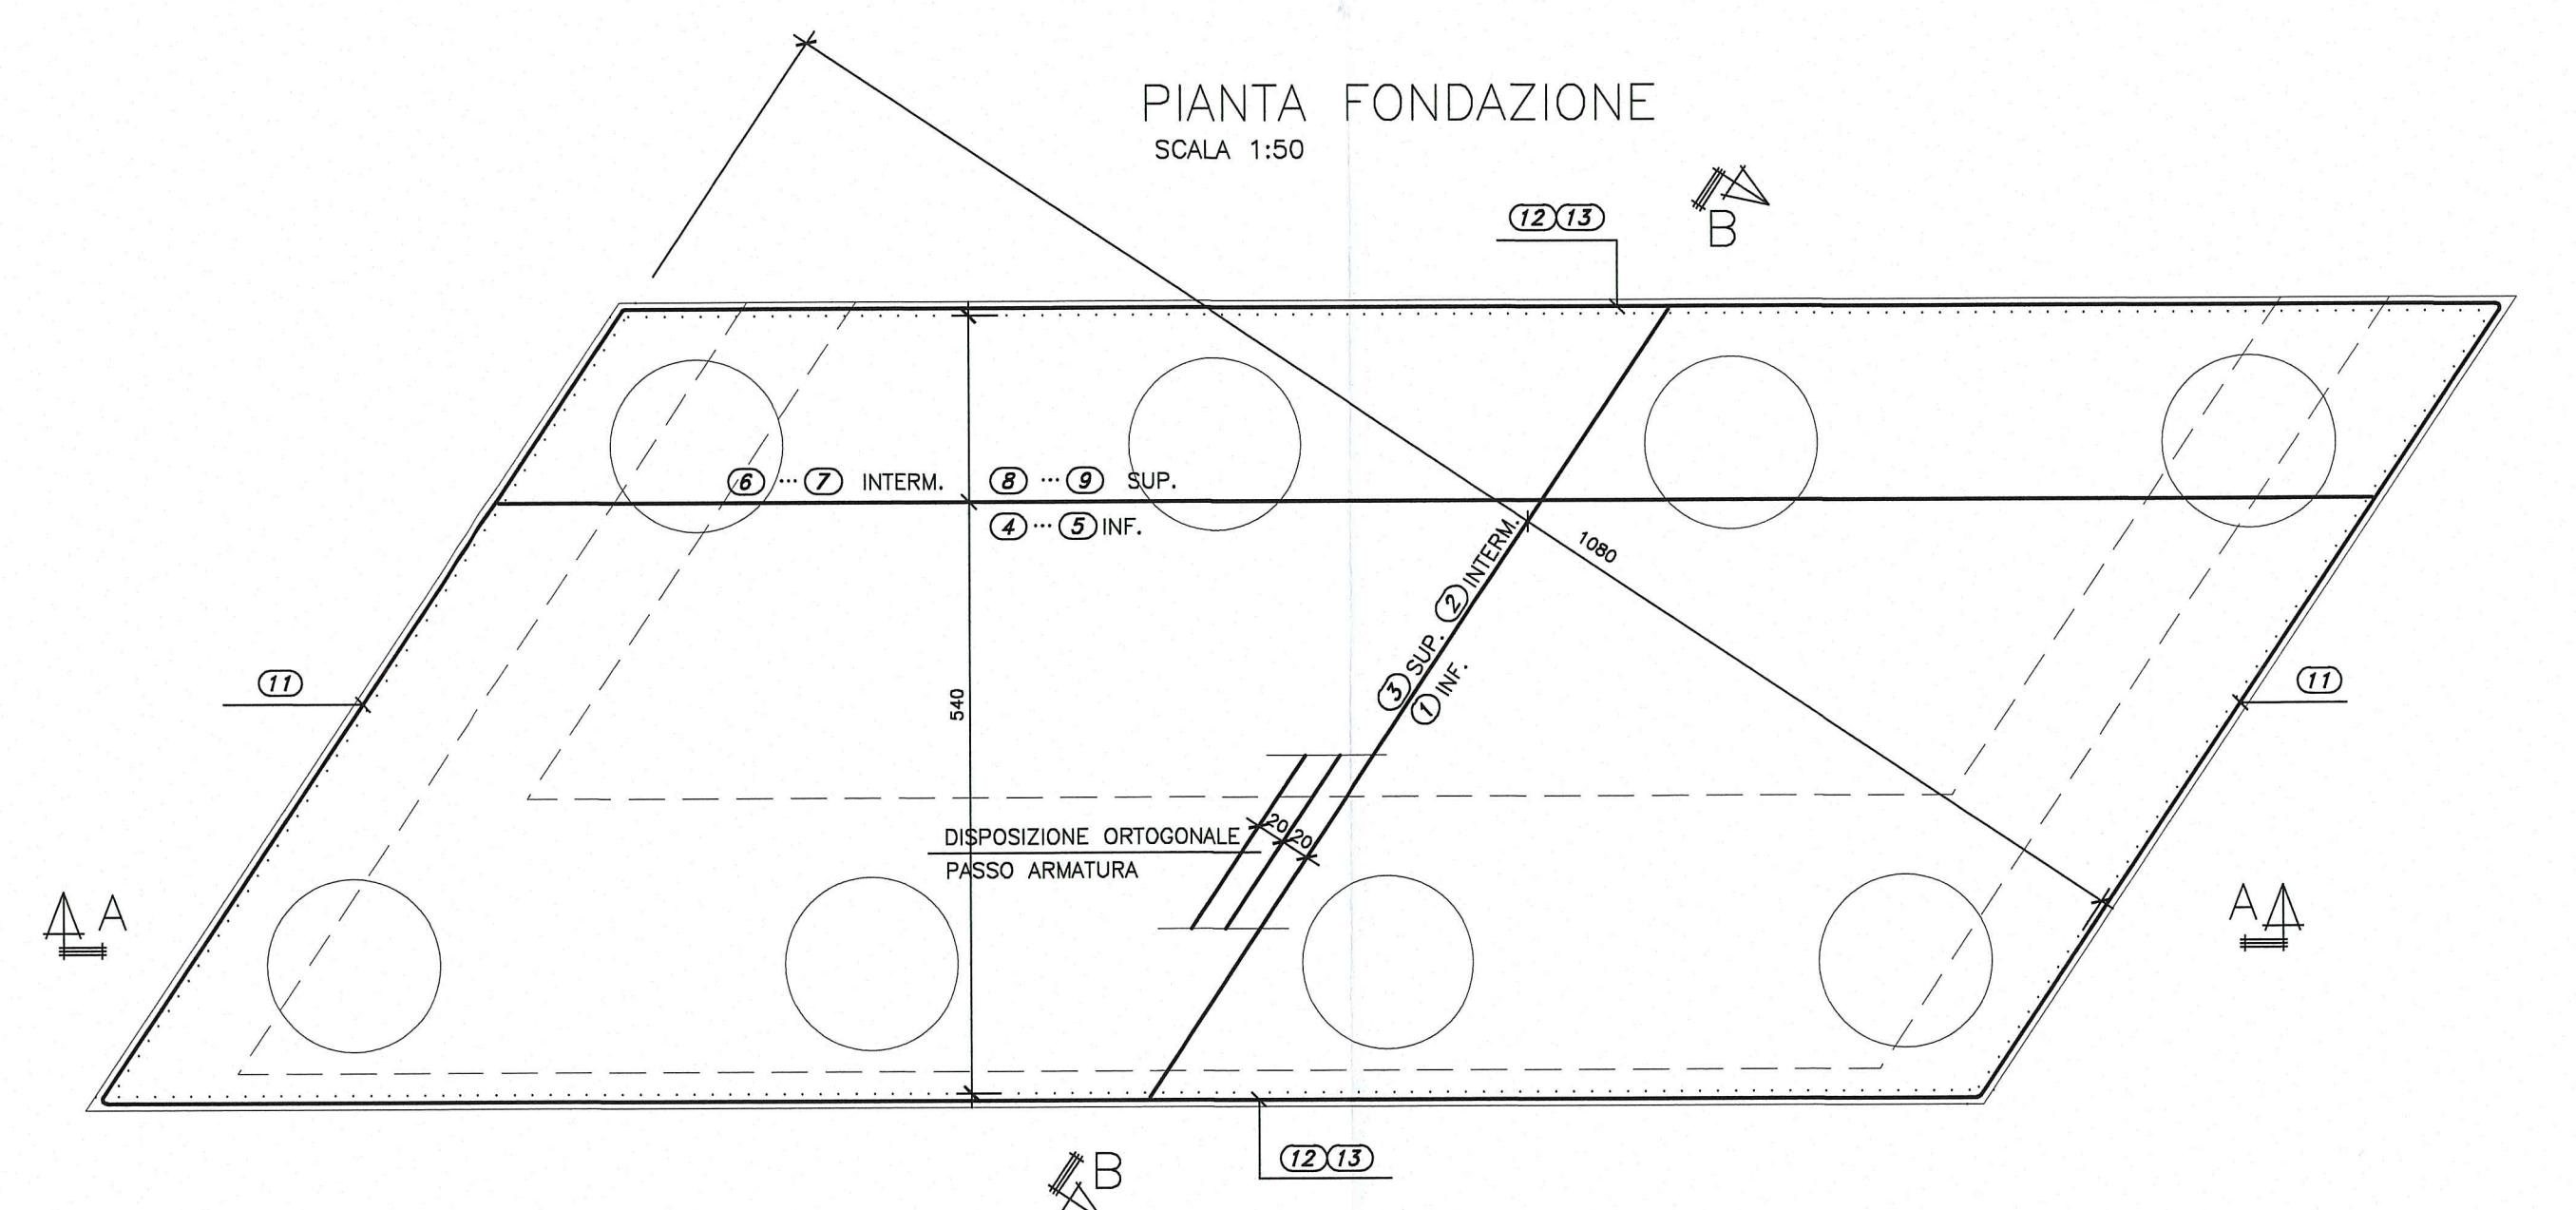 PIANTA FONDAZIONE
SCALA 1:50
12 13
B
6 ... 7 INTERM.
8 ... 9 SUP.
4 ... 5 INF.
1080
3 SUP. 2 INTERM.
1 INF.
11
11
540
20 20
DISPOSIZIONE ORTOGONALE
PASSO ARMATURA
A
A
12 13
B